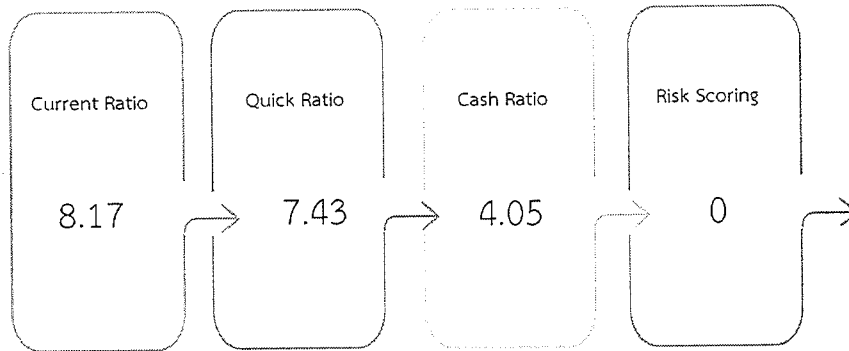 Current Ratio
8.17
Quick Ratio
7.43
Cash Ratio
4.05
Risk Scoring
0